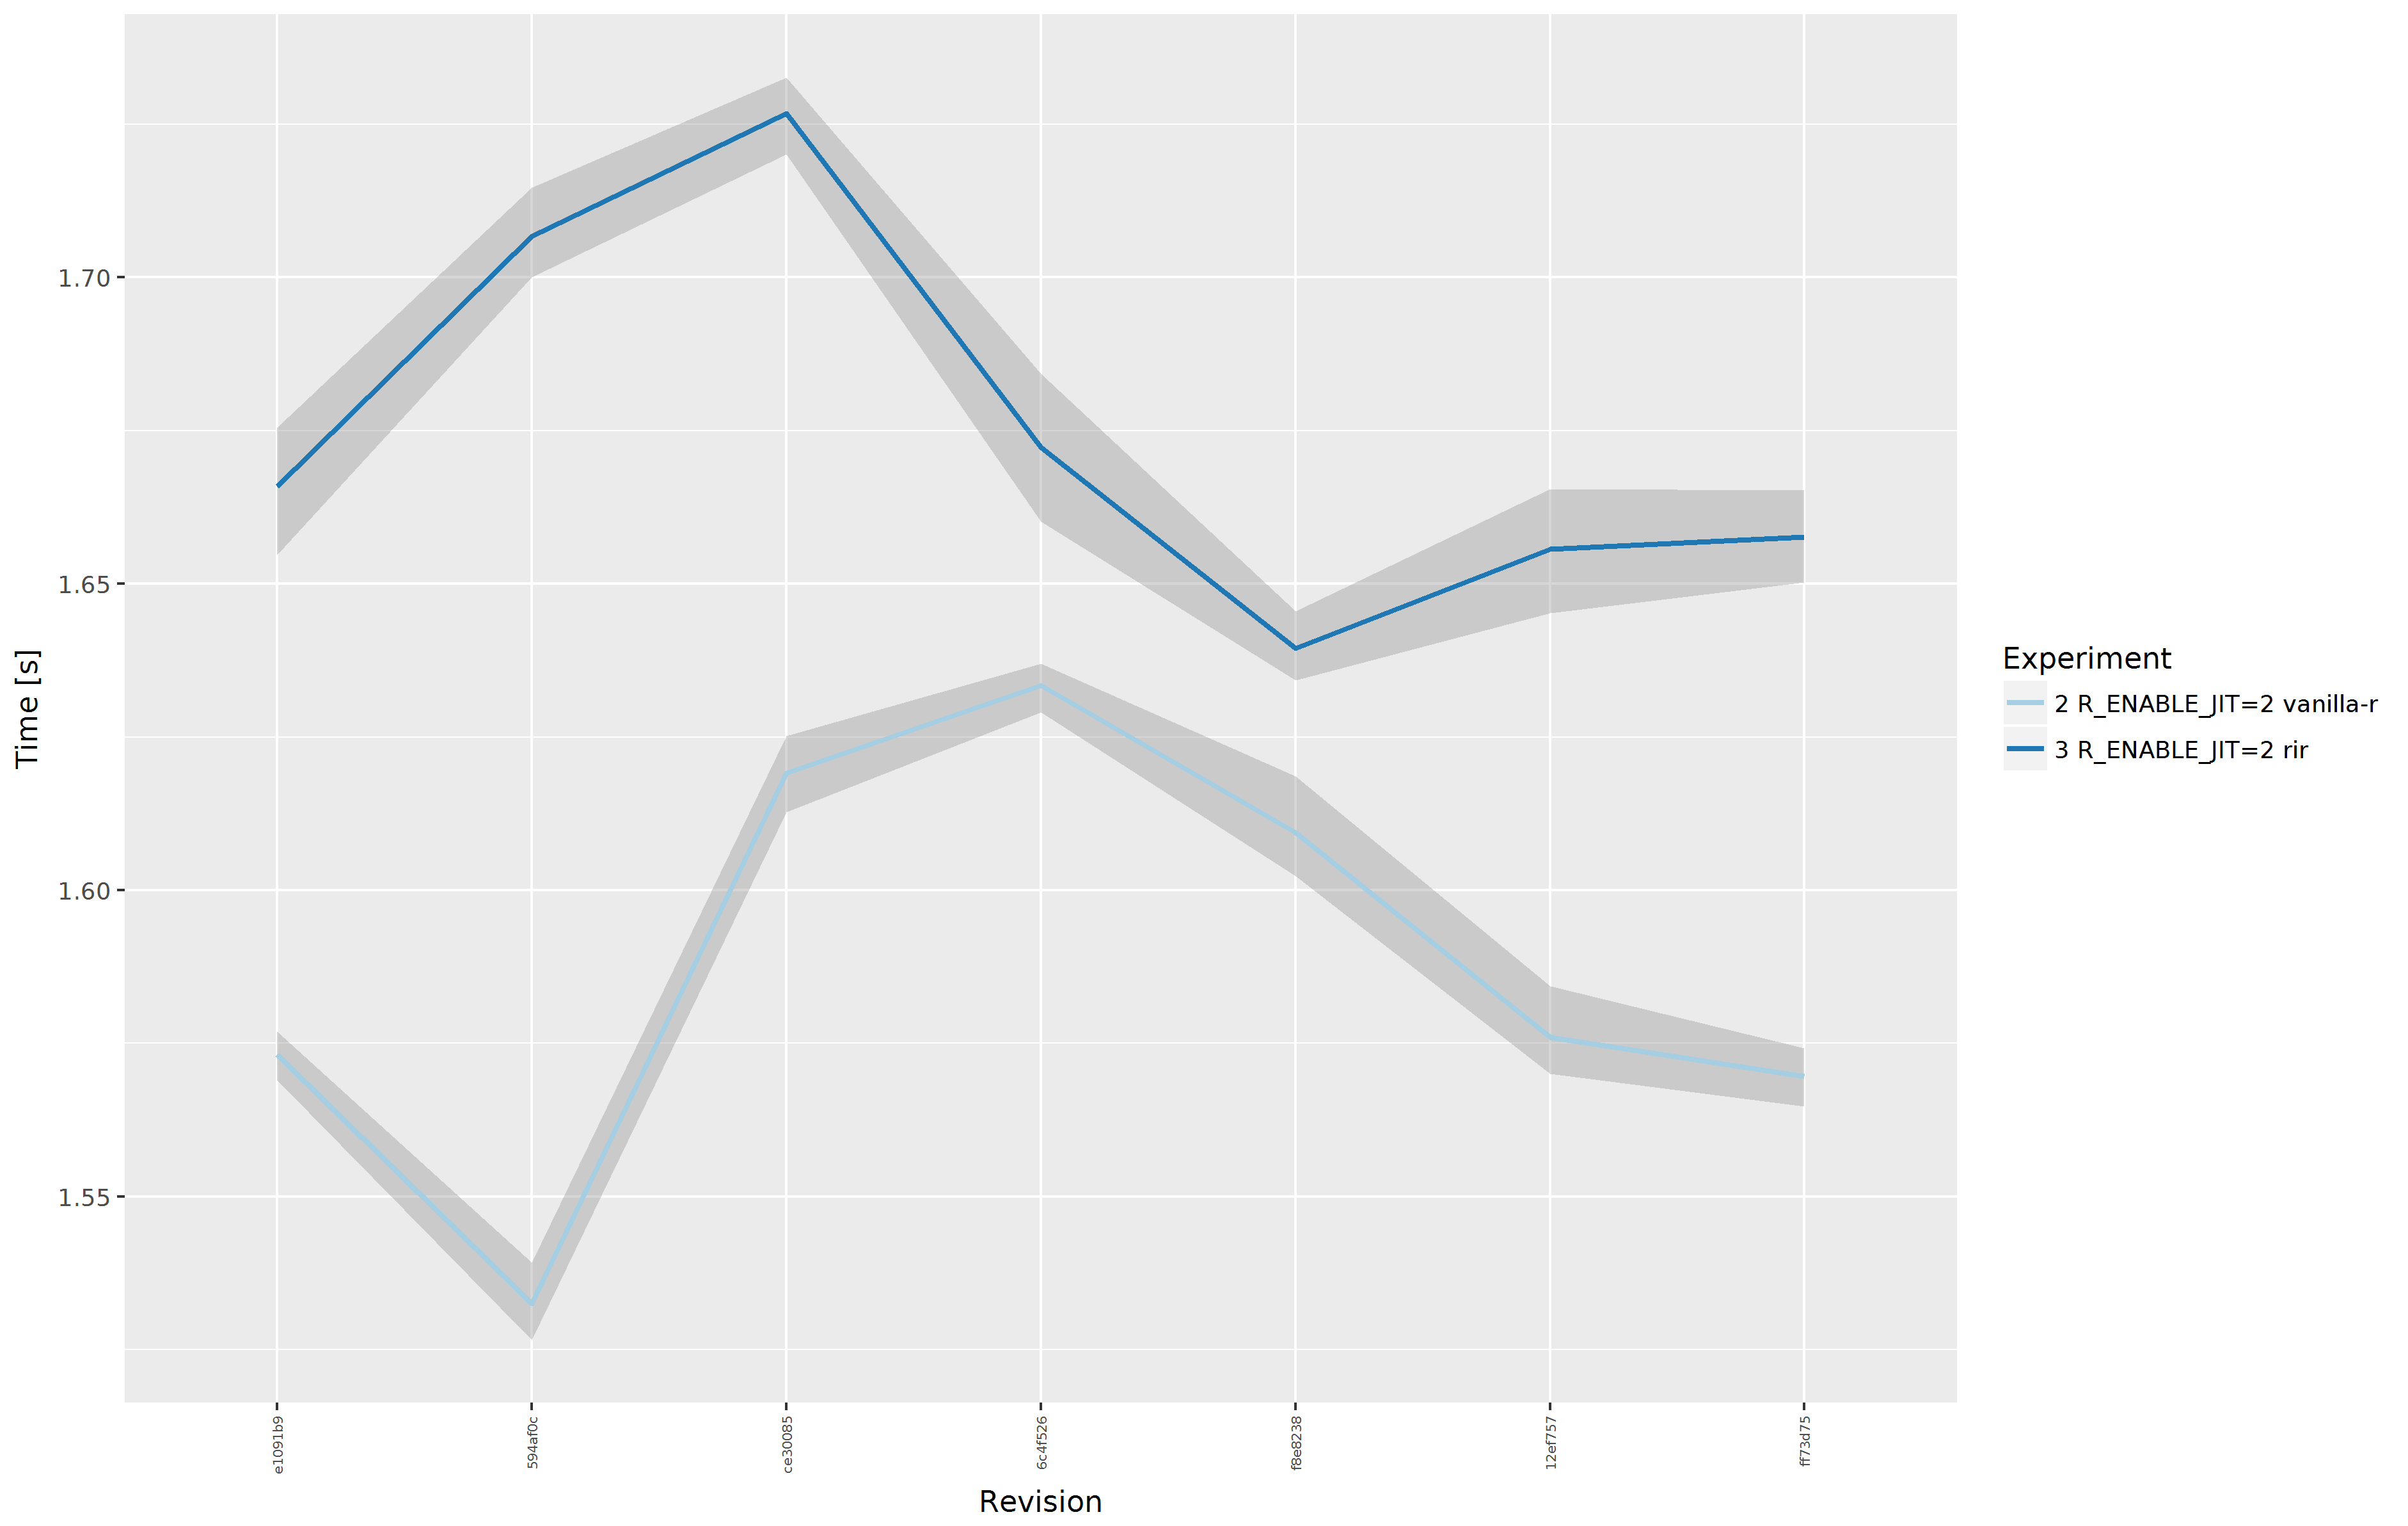 Time [s]
1.70
1.65
1.60
1.55
e1091b9
594af0c
ce30085
6c4f526
f8e8238
12ef757
ff73d75
Revision
Experiment
2 R_ENABLE_JIT=2 vanilla-r
3 R_ENABLE_JIT=2 rir